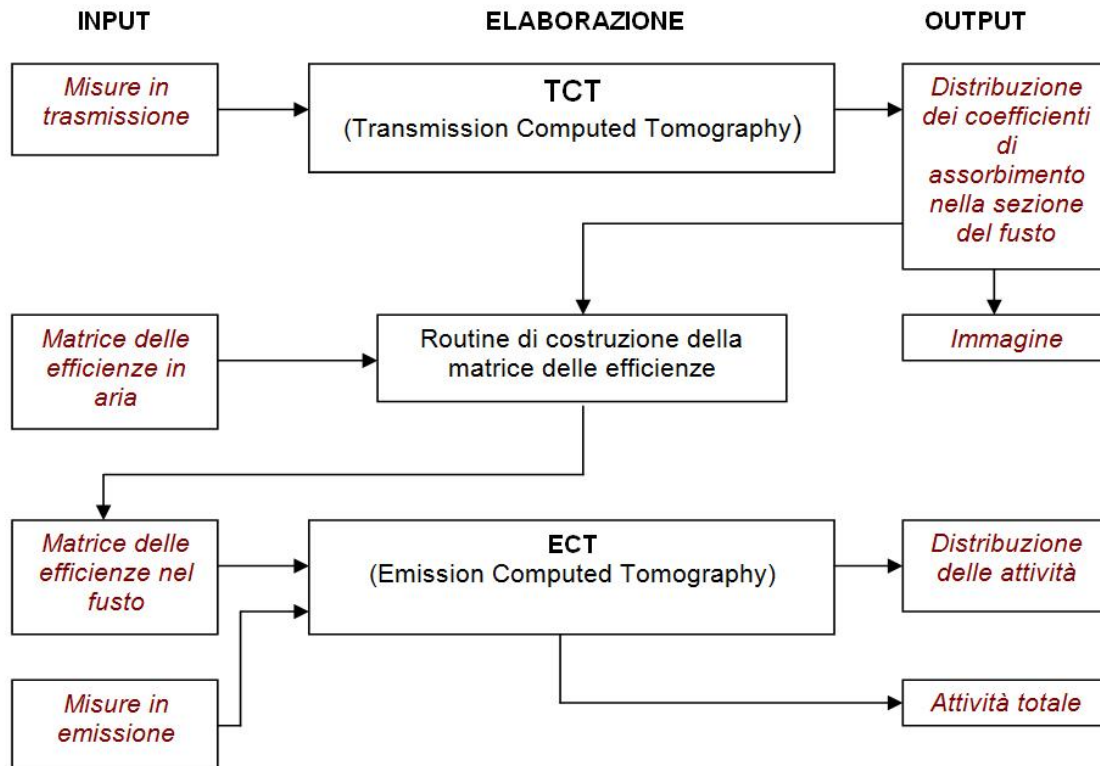 INPUT
ELABORAZIONE
OUTPUT
Misure in
trasmissione
TCT
(Transmission Computed Tomography)
Distribuzione
dei coefficienti
di
assorbimento
nella sezione
del fusto
Matrice delle
efficienze in
aria
Routine di costruzione della
matrice delle efficienze
Immagine
Matrice delle
efficienze nel
fusto
ECT
(Emission Computed Tomography)
Distribuzione
delle attività
Misure in
emissione
Attività totale